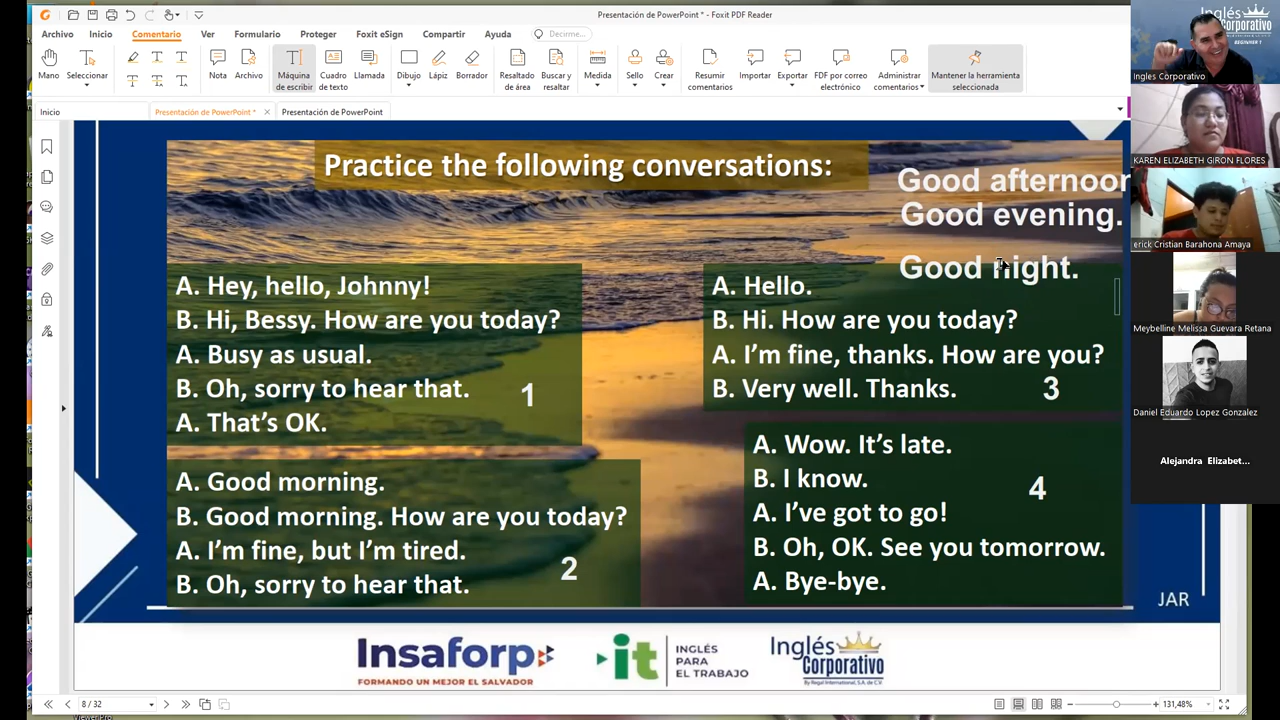 Presentación de PowerPoint * - Foxit PDF Reader
Archivo Inicio Comentario Ver Formulario Proteger Foxit eSign Compartir Ayuda Decirme...
Mano
Seleccionar
Nota
Archivo
Máquina de escribir
Cuadro de texto
Llamada
Dibujo
Lápiz
Borrador
Resaltado de área
Buscar y resaltar
Medida
Sello
Crear
Resumir comentarios
Importar
Exportar
FDF por correo electrónico
Administrar comentarios
Mantener la herramienta seleccionada
Inicio
Presentación de PowerPoint *
Presentación de PowerPoint
Practice the following conversations:
Good afternoon
Good evening.
Good night.
A. Hey, hello, Johnny!
B. Hi, Bessy. How are you today?
A. Busy as usual.
B. Oh, sorry to hear that.
A. That's OK.
1
A. Good morning.
B. Good morning. How are you today?
A. I'm fine, but I'm tired.
B. Oh, sorry to hear that.
2
A. Hello.
B. Hi. How are you today?
A. I'm fine, thanks. How are you?
B. Very well. Thanks.
3
A. Wow. It's late.
B. I know.
A. I've got to go!
B. Oh, OK. See you tomorrow.
A. Bye-bye.
4
JAR
Insaforp
FORMANDO UN MEJOR EL SALVADOR
it
INGLÉS
PARA
EL TRABAJO
Inglés
Corporativo
By Regal International, S.A. de C.V.
8 / 32
131,48%
Inglés
Corporativo
BEGINNER 1
Ingles Corporativo
KAREN ELIZABETH GIRON FLORES
erick Cristian Barahona Amaya
Meybelline Melissa Guevara Retana
Daniel Eduardo Lopez Gonzalez
Alejandra Elizabet...